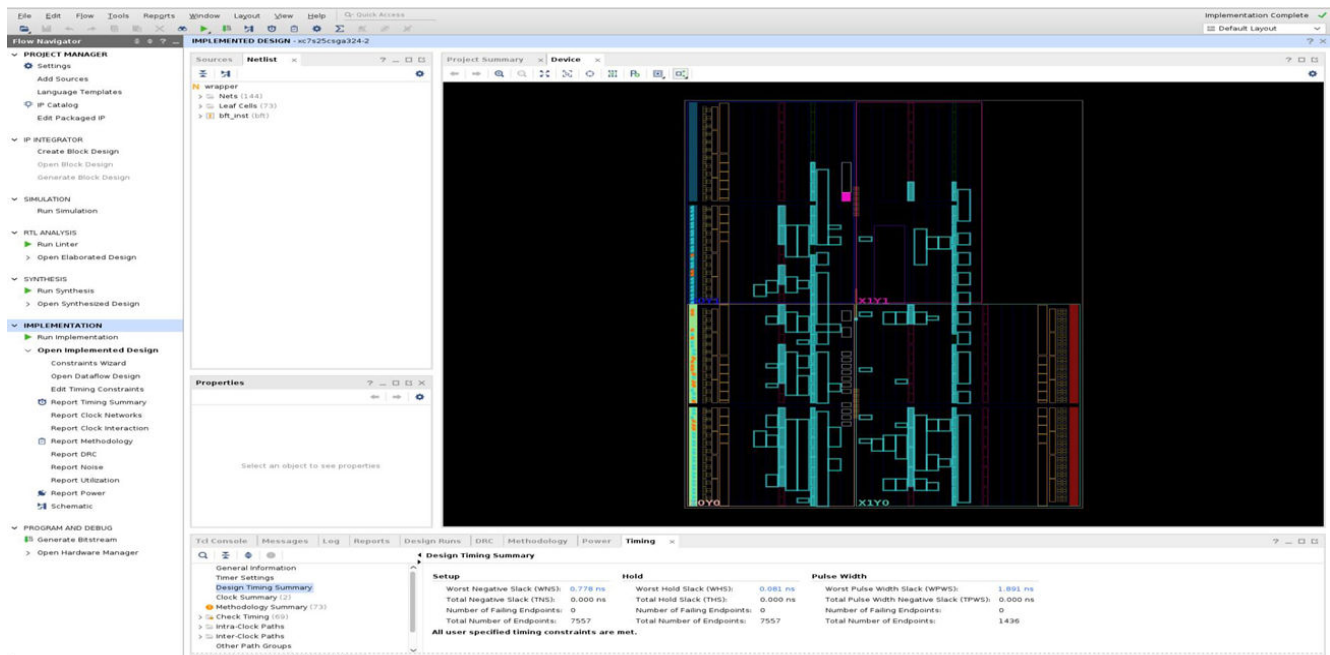 File Edit Flow Tools Reports Window Layout View Help Q- Quick Access
Implementation Complete
Default Layout
Flow Navigator
IMPLEMENTED DESIGN - xc7s25csga324-2
PROJECT MANAGER
Settings
Add Sources
Language Templates
IP Catalog
Edit Packaged IP
IP INTEGRATOR
Create Block Design
Open Block Design
Generate Block Design
SIMULATION
Run Simulation
RTL ANALYSIS
Run Linter
Open Elaborated Design
SYNTHESIS
Run Synthesis
Open Synthesized Design
IMPLEMENTATION
Run Implementation
Open Implemented Design
Constraints Wizard
Open Dataflow Design
Edit Timing Constraints
Report Timing Summary
Report Clock Networks
Report Clock Interaction
Report Methodology
Report DRC
Report Noise
Report Utilization
Report Power
Schematic
PROGRAM AND DEBUG
Generate Bitstream
Open Hardware Manager
Sources Netlist
wrapper
Nets (144)
Leaf Cells (73)
bft_inst (bft)
Properties
Select an object to see properties
Project Summary Device
X1Y1
X1Y0
Tcl Console Messages Log Reports Design Runs DRC Methodology Power Timing
General Information
Timer Settings
Design Timing Summary
Clock Summary (2)
Methodology Summary (73)
Check Timing (69)
Intra-Clock Paths
Inter-Clock Paths
Other Path Groups
Design Timing Summary
Setup Hold Pulse Width
Worst Negative Slack (WNS): 0.778 ns Worst Hold Slack (WHS): 0.081 ns Worst Pulse Width Slack (WPWS): 1.891 ns
Total Negative Slack (TNS): 0.000 ns Total Hold Slack (THS): 0.000 ns Total Pulse Width Negative Slack (TPWS): 0.000 ns
Number of Failing Endpoints: 0 Number of Failing Endpoints: 0 Number of Failing Endpoints: 0
Total Number of Endpoints: 7557 Total Number of Endpoints: 7557 Total Number of Endpoints: 1436
All user specified timing constraints are met.